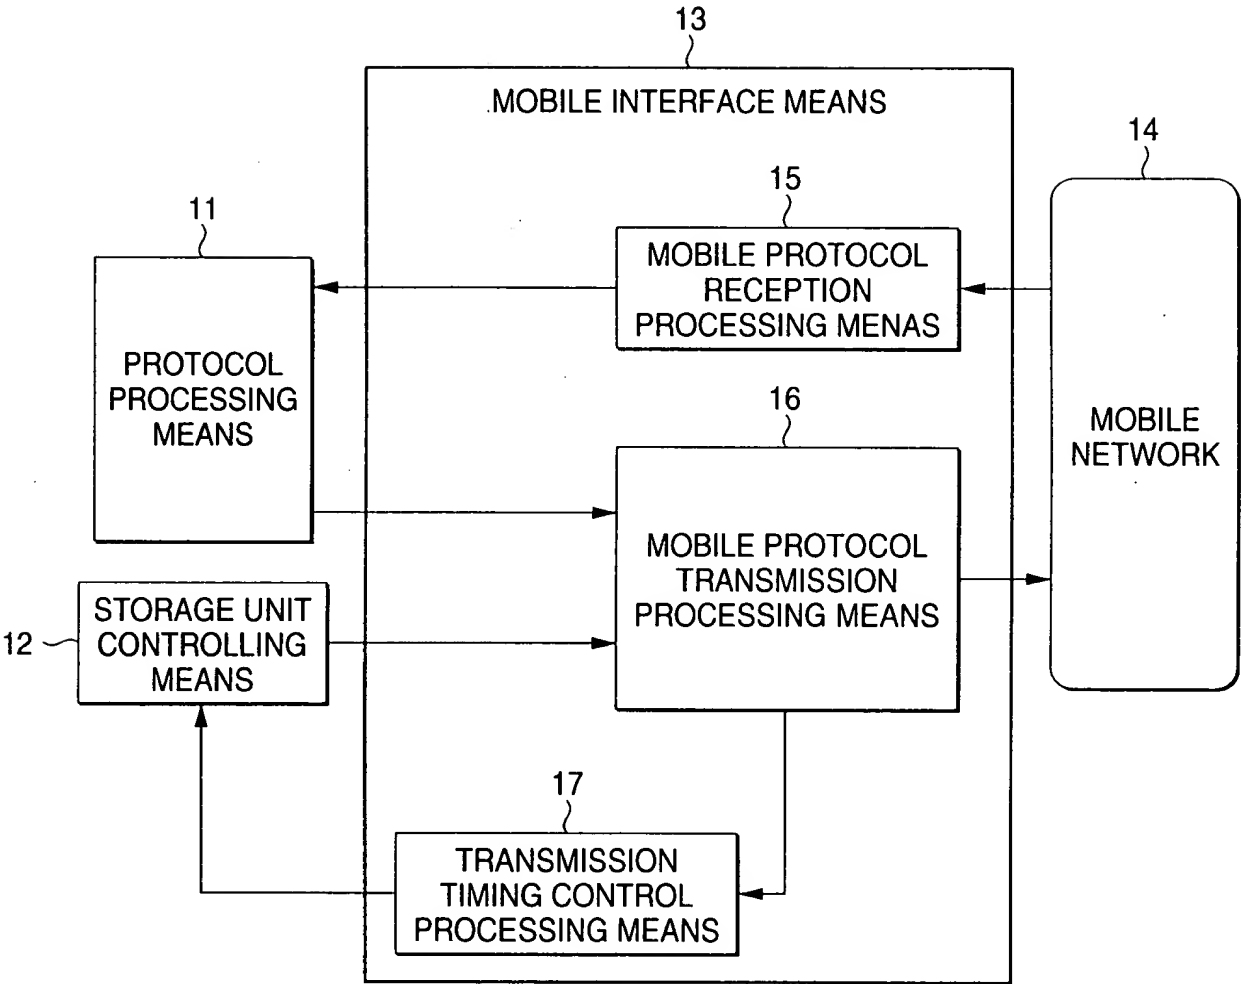 13
MOBILE INTERFACE MEANS
14
15
11
MOBILE PROTOCOL
RECEPTION
PROCESSING MENAS
PROTOCOL
PROCESSING
MEANS
16
MOBILE
NETWORK
MOBILE PROTOCOL
TRANSMISSION
PROCESSING MEANS
12
STORAGE UNIT
CONTROLLING
MEANS
17
TRANSMISSION
TIMING CONTROL
PROCESSING MEANS